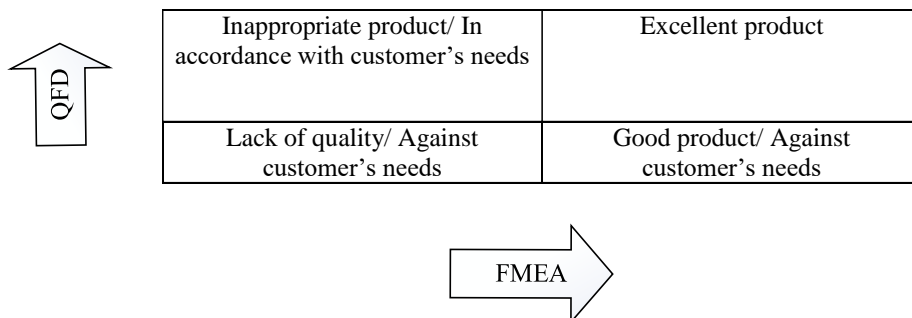 Inappropriate product/ In
accordance with customer’s needs
Excellent product
QFD
Lack of quality/ Against
customer’s needs
Good product/ Against
customer’s needs
FMEA